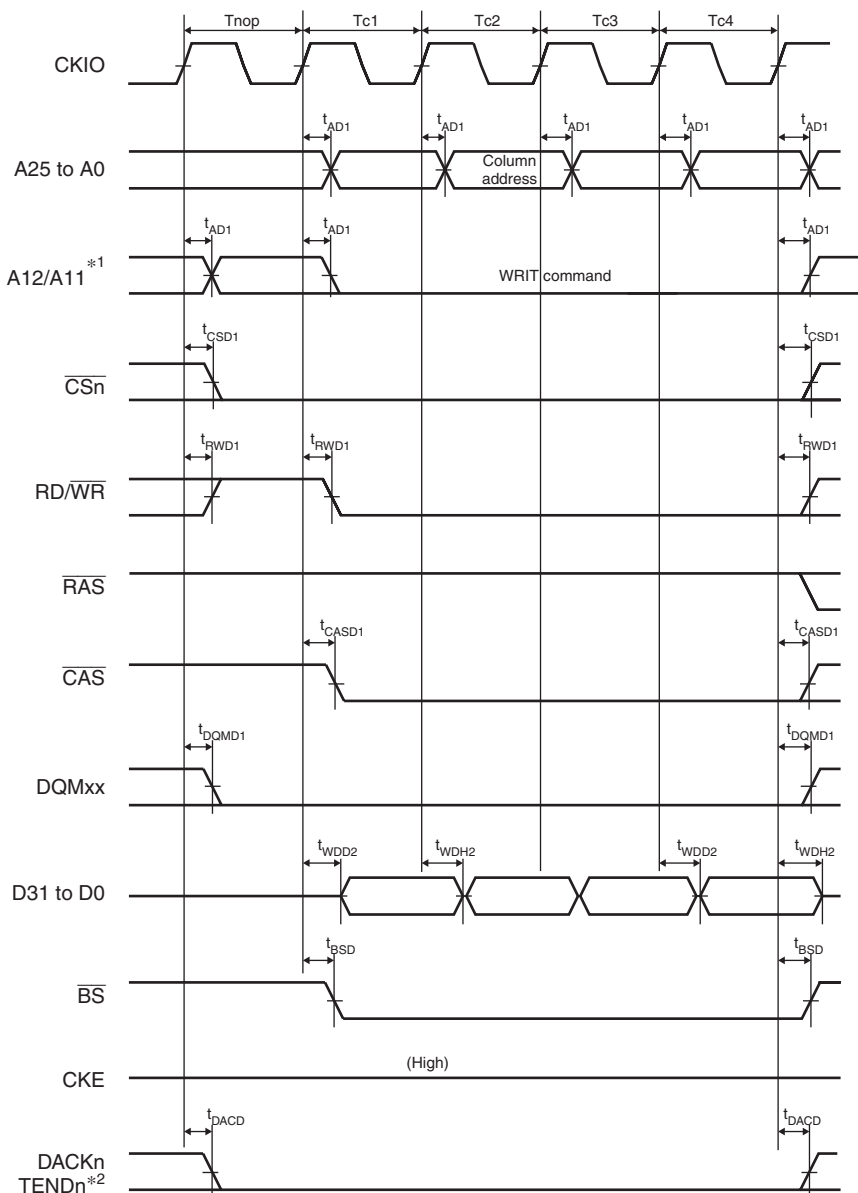 Tnop Tc1 Tc2 Tc3 Tc4
CKIO
tAD1 tAD1 tAD1 tAD1 tAD1
A25 to A0
Column
address
tAD1 tAD1 tAD1
A12/A11 *1
WRIT command
tCSD1 tCSD1
CSn
tRWD1 tRWD1 tRWD1
RD/WR
RAS
tCASD1 tCASD1
CAS
tDQMD1 tDQMD1
DQMxx
tWDD2 tWDH2 tWDD2 tWDH2
D31 to D0
tBSD tBSD
BS
(High)
CKE
tDACD tDACD
DACKn
TENDn*2